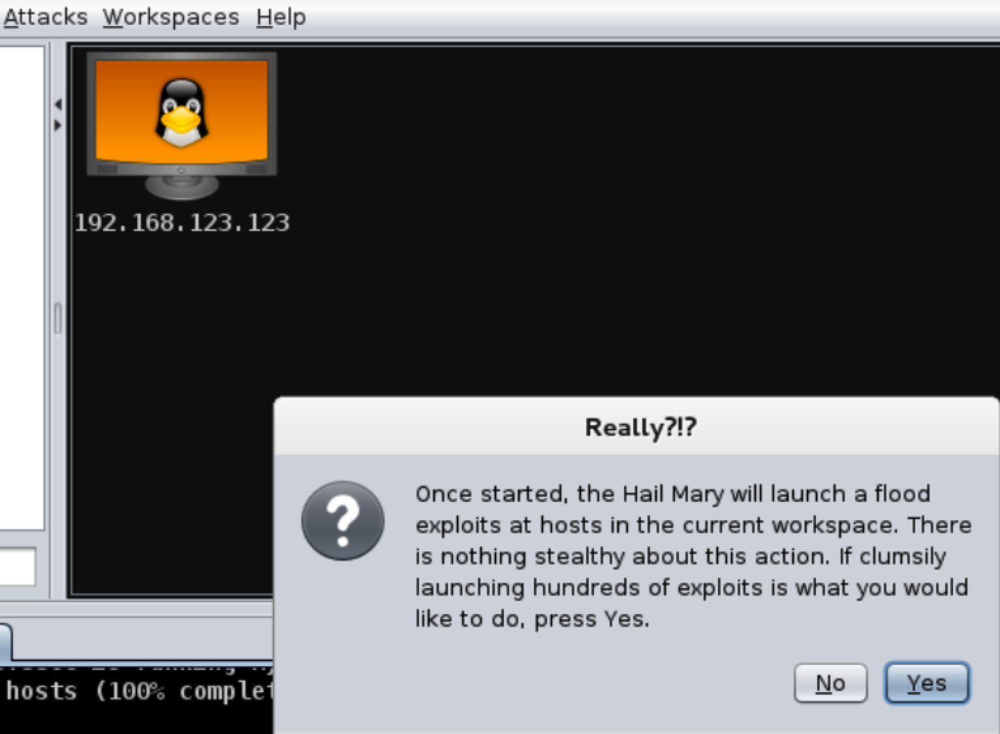 Attacks Workspaces Help
192.168.123.123
Really?!?
Once started, the Hail Mary will launch a flood
exploits at hosts in the current workspace. There
is nothing stealthy about this action. If clumsily
launching hundreds of exploits is what you would
like to do, press Yes.
No Yes
hosts (100% complet